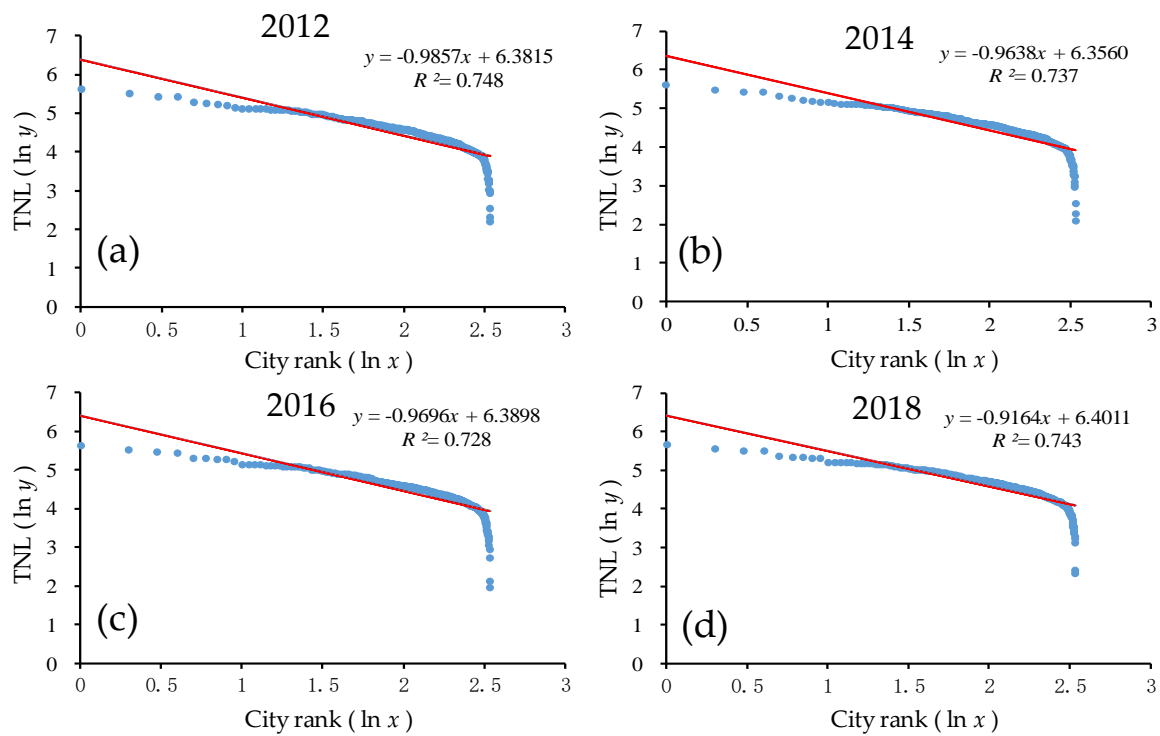 2012
y = -0.9857x + 6.3815
R ²= 0.748
TNL ( ln y )
7
6
5
4
3
2
1
0
(a)
0 0.5 1 1.5 2 2.5 3
City rank ( ln x )
2014
y = -0.9638x + 6.3560
R ²= 0.737
TNL ( ln y )
7
6
5
4
3
2
1
0
(b)
0 0.5 1 1.5 2 2.5 3
City rank ( ln x )
2016
y = -0.9696x + 6.3898
R ²= 0.728
TNL ( ln y )
7
6
5
4
3
2
1
0
(c)
0 0.5 1 1.5 2 2.5 3
City rank ( ln x )
2018
y = -0.9164x + 6.4011
R ²= 0.743
TNL ( ln y )
7
6
5
4
3
2
1
0
(d)
0 0.5 1 1.5 2 2.5 3
City rank ( ln x )